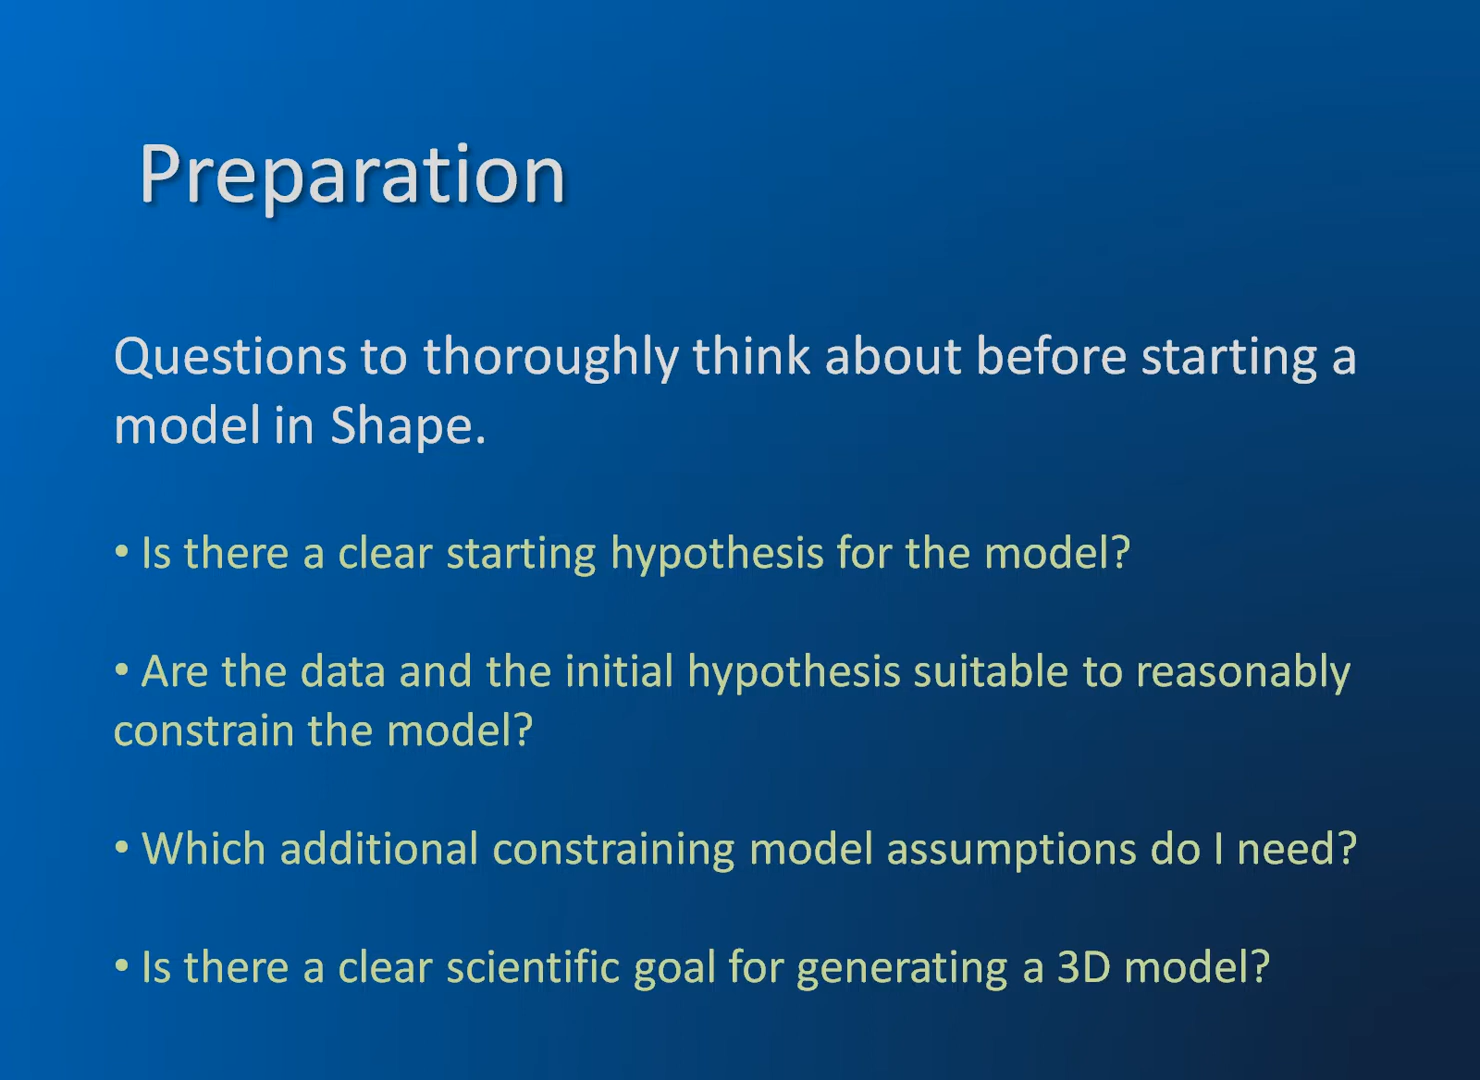 Preparation
Questions to thoroughly think about before starting a
model in Shape.
• Is there a clear starting hypothesis for the model?
• Are the data and the initial hypothesis suitable to reasonably
constrain the model?
• Which additional constraining model assumptions do I need?
• Is there a clear scientific goal for generating a 3D model?